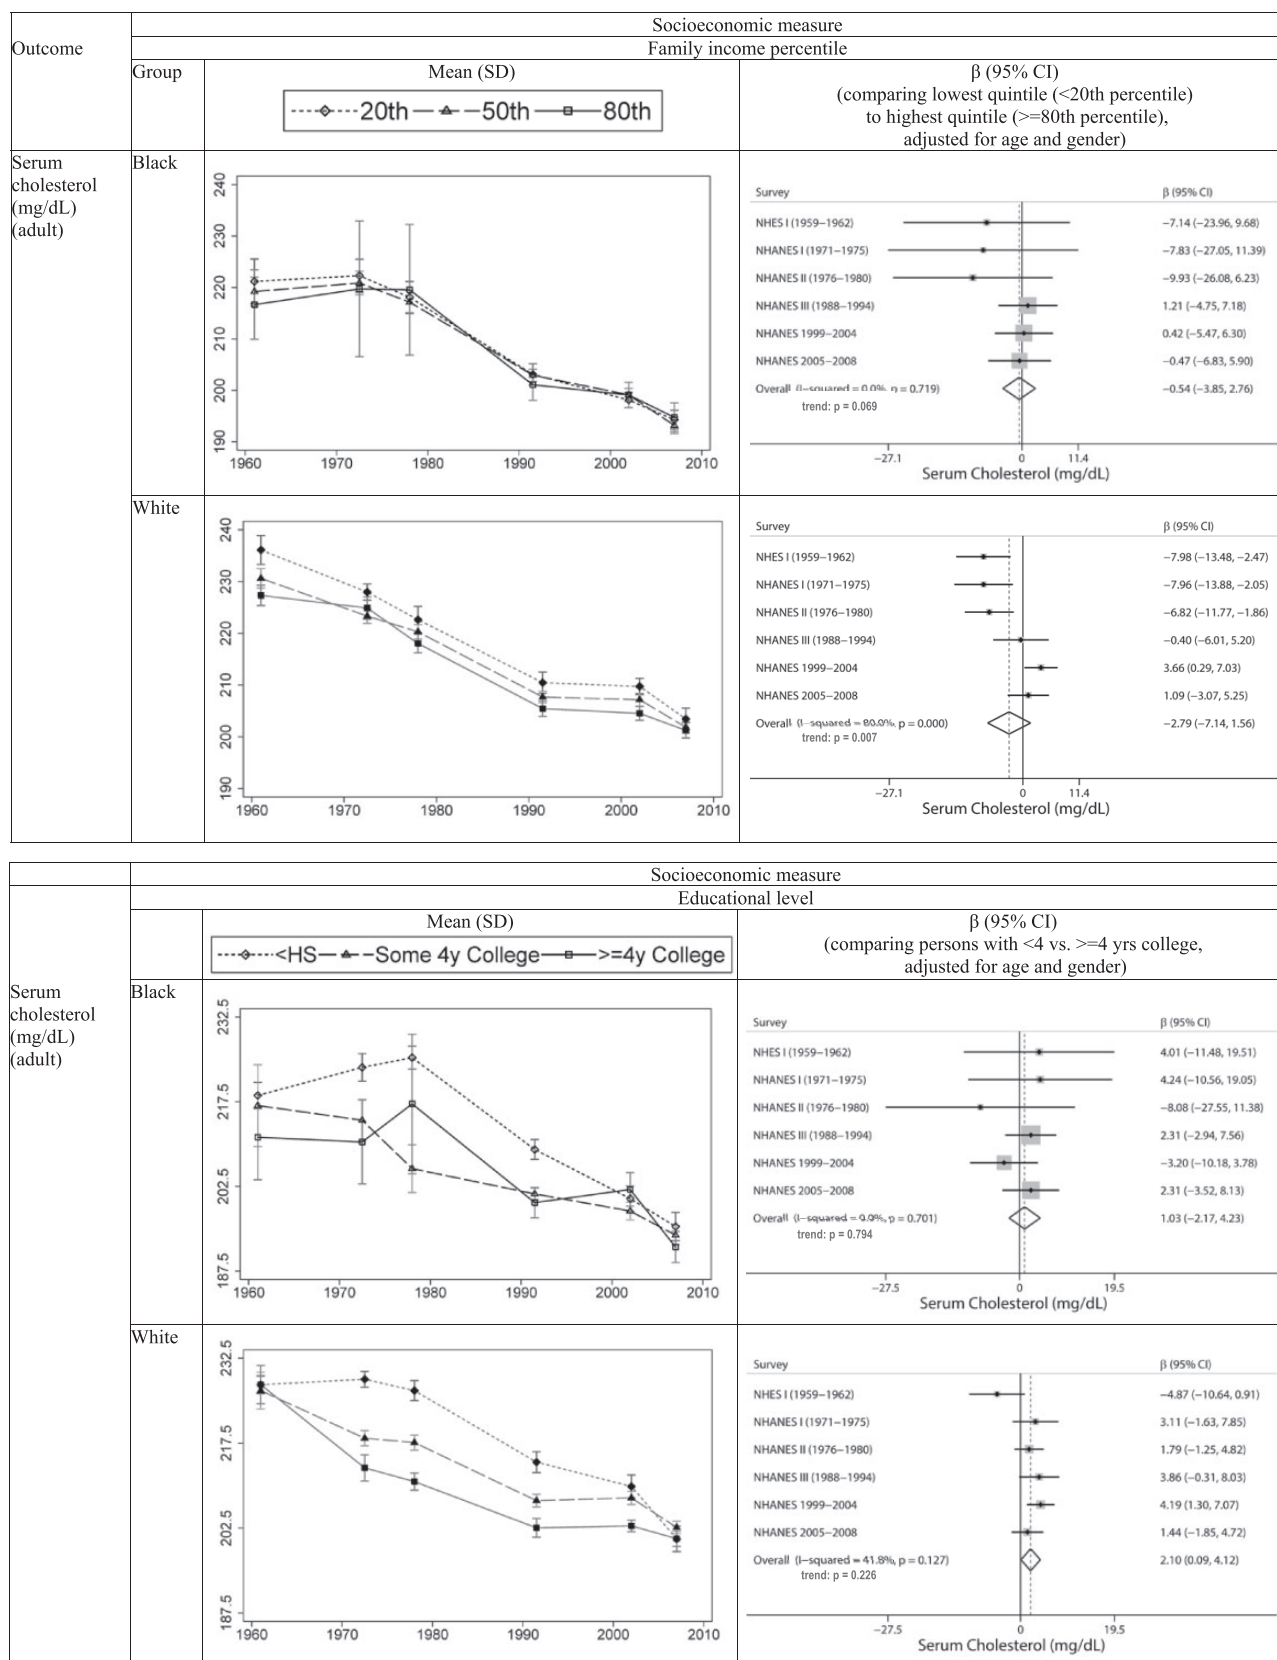 Socioeconomic measure
Outcome
Family income percentile
Group
Mean (SD)
β (95% CI)
(comparing lowest quintile (<20th percentile)
to highest quintile (>=80th percentile),
adjusted for age and gender)
20th 50th 80th
Serum
cholesterol
(mg/dL)
(adult)
Black
240
230
220
210
200
190
1960 1970 1980 1990 2000 2010
Survey β (95% CI)
NHES I (1959–1962) −7.14 (−23.96, 9.68)
NHANES I (1971–1975) −7.83 (−27.05, 11.39)
NHANES II (1976–1980) −9.93 (−26.08, 6.23)
NHANES III (1988–1994) 1.21 (−4.75, 7.18)
NHANES 1999–2004 0.42 (−5.47, 6.30)
NHANES 2005–2008 −0.47 (−6.83, 5.90)
Overall (I−squared = 0.0%, p = 0.719) −0.54 (−3.85, 2.76)
trend: p = 0.069
−27.1 0 11.4
Serum Cholesterol (mg/dL)
White
240
230
220
210
200
190
1960 1970 1980 1990 2000 2010
Survey β (95% CI)
NHES I (1959–1962) −7.98 (−13.48, −2.47)
NHANES I (1971–1975) −7.96 (−13.88, −2.05)
NHANES II (1976–1980) −6.82 (−11.77, −1.86)
NHANES III (1988–1994) −0.40 (−6.01, 5.20)
NHANES 1999–2004 3.66 (0.29, 7.03)
NHANES 2005–2008 1.09 (−3.07, 5.25)
Overall (I−squared = 80.0%, p = 0.000) −2.79 (−7.14, 1.56)
trend: p = 0.007
−27.1 0 11.4
Serum Cholesterol (mg/dL)
Socioeconomic measure
Educational level
Mean (SD)
β (95% CI)
(comparing persons with <4 vs. >=4 yrs college,
adjusted for age and gender)
<HS Some 4y College >=4y College
Serum
cholesterol
(mg/dL)
(adult)
Black
232.5
217.5
202.5
187.5
1960 1970 1980 1990 2000 2010
Survey β (95% CI)
NHES I (1959–1962) 4.01 (−11.48, 19.51)
NHANES I (1971–1975) 4.24 (−10.56, 19.05)
NHANES II (1976–1980) −8.08 (−27.55, 11.38)
NHANES III (1988–1994) 2.31 (−2.94, 7.56)
NHANES 1999–2004 −3.20 (−10.18, 3.78)
NHANES 2005–2008 2.31 (−3.52, 8.13)
Overall (I−squared = 0.0%, p = 0.701) 1.03 (−2.17, 4.23)
trend: p = 0.794
−27.5 0 19.5
Serum Cholesterol (mg/dL)
White
232.5
217.5
202.5
187.5
1960 1970 1980 1990 2000 2010
Survey β (95% CI)
NHES I (1959–1962) −4.87 (−10.64, 0.91)
NHANES I (1971–1975) 3.11 (−1.63, 7.85)
NHANES II (1976–1980) 1.79 (−1.25, 4.82)
NHANES III (1988–1994) 3.86 (−0.31, 8.03)
NHANES 1999–2004 4.19 (1.30, 7.07)
NHANES 2005–2008 1.44 (−1.85, 4.72)
Overall (I−squared = 41.8%, p = 0.127) 2.10 (0.09, 4.12)
trend: p = 0.226
−27.5 0 19.5
Serum Cholesterol (mg/dL)